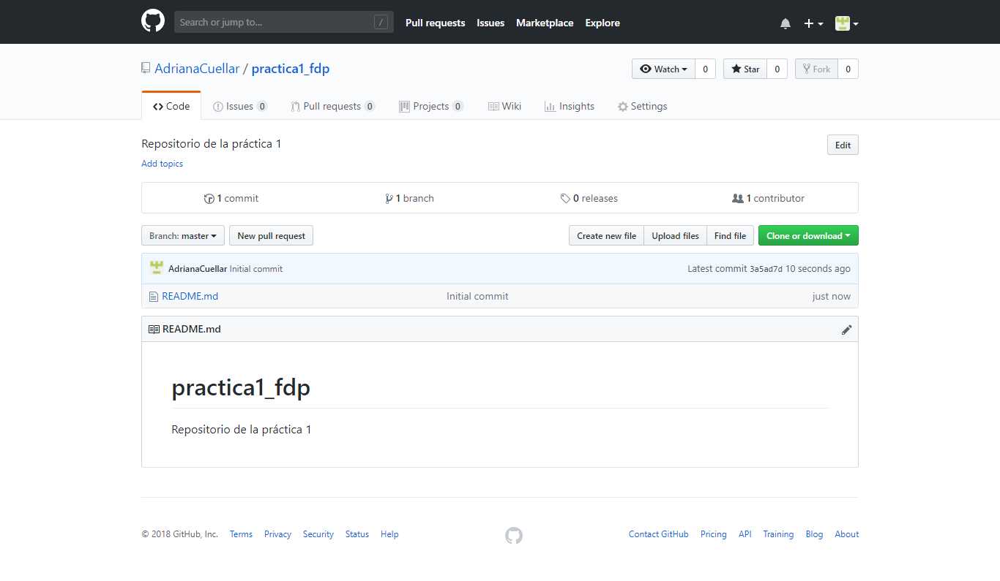 Search or jump to... / Pull requests Issues Marketplace Explore
AdrianaCuellar / practica1_fdp Watch 0 Star 0 Fork 0
Code Issues 0 Pull requests 0 Projects 0 Wiki Insights Settings
Repositorio de la práctica 1 Edit
Add topics
1 commit 1 branch 0 releases 1 contributor
Branch: master New pull request Create new file Upload files Find file Clone or download
AdrianaCuellar Initial commit Latest commit 3a5ad7d 10 seconds ago
README.md Initial commit just now
README.md
practica1_fdp
Repositorio de la práctica 1
© 2018 GitHub, Inc. Terms Privacy Security Status Help Contact GitHub Pricing API Training Blog About